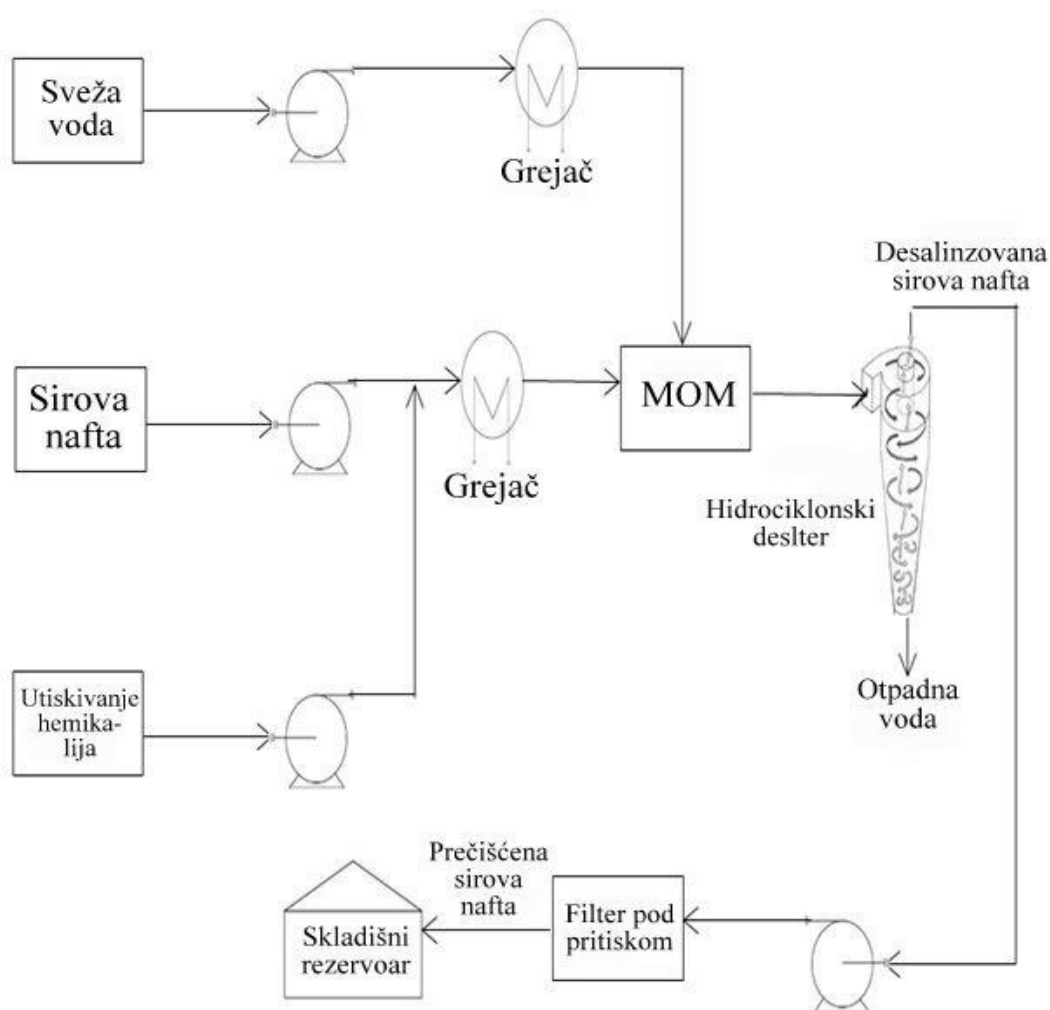 Sveža
voda
Grejač
Desalinzovana
sirova nafta
Sirova
nafta
MOM
Grejač
Hidrociklonski
deslter
Utiskivanje
hemika-
lija
Otpadna
voda
Prečišćena
sirova
nafta
Skladišni
rezervoar
Filter pod
pritiskom